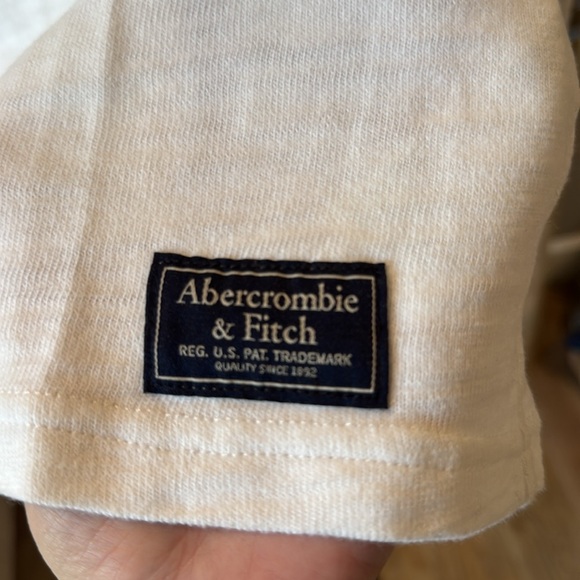 Abercrombie
& Fitch
REG. U.S. PAT. TRADEMARK
QUALITY SINCE 1892